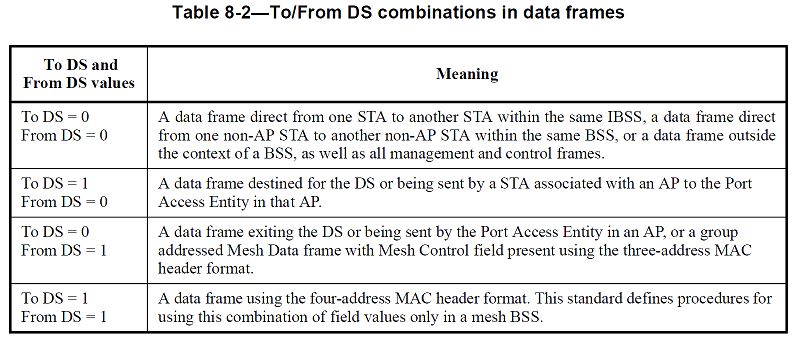 Table 8-2—To/From DS combinations in data frames
To DS and
From DS values
Meaning
To DS = 0
From DS = 0
A data frame direct from one STA to another STA within the same IBSS, a data frame direct
from one non-AP STA to another non-AP STA within the same BSS, or a data frame outside
the context of a BSS, as well as all management and control frames.
To DS = 1
From DS = 0
A data frame destined for the DS or being sent by a STA associated with an AP to the Port
Access Entity in that AP.
To DS = 0
From DS = 1
A data frame exiting the DS or being sent by the Port Access Entity in an AP, or a group
addressed Mesh Data frame with Mesh Control field present using the three-address MAC
header format.
To DS = 1
From DS = 1
A data frame using the four-address MAC header format. This standard defines procedures for
using this combination of field values only in a mesh BSS.